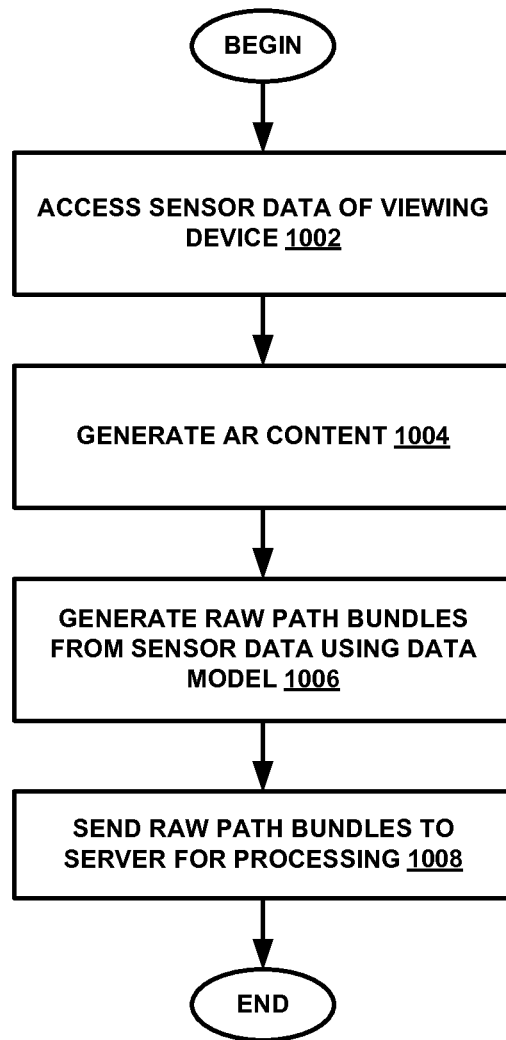 BEGIN
ACCESS SENSOR DATA OF VIEWING
DEVICE 1002
GENERATE AR CONTENT 1004
GENERATE RAW PATH BUNDLES
FROM SENSOR DATA USING DATA
MODEL 1006
SEND RAW PATH BUNDLES TO
SERVER FOR PROCESSING 1008
END